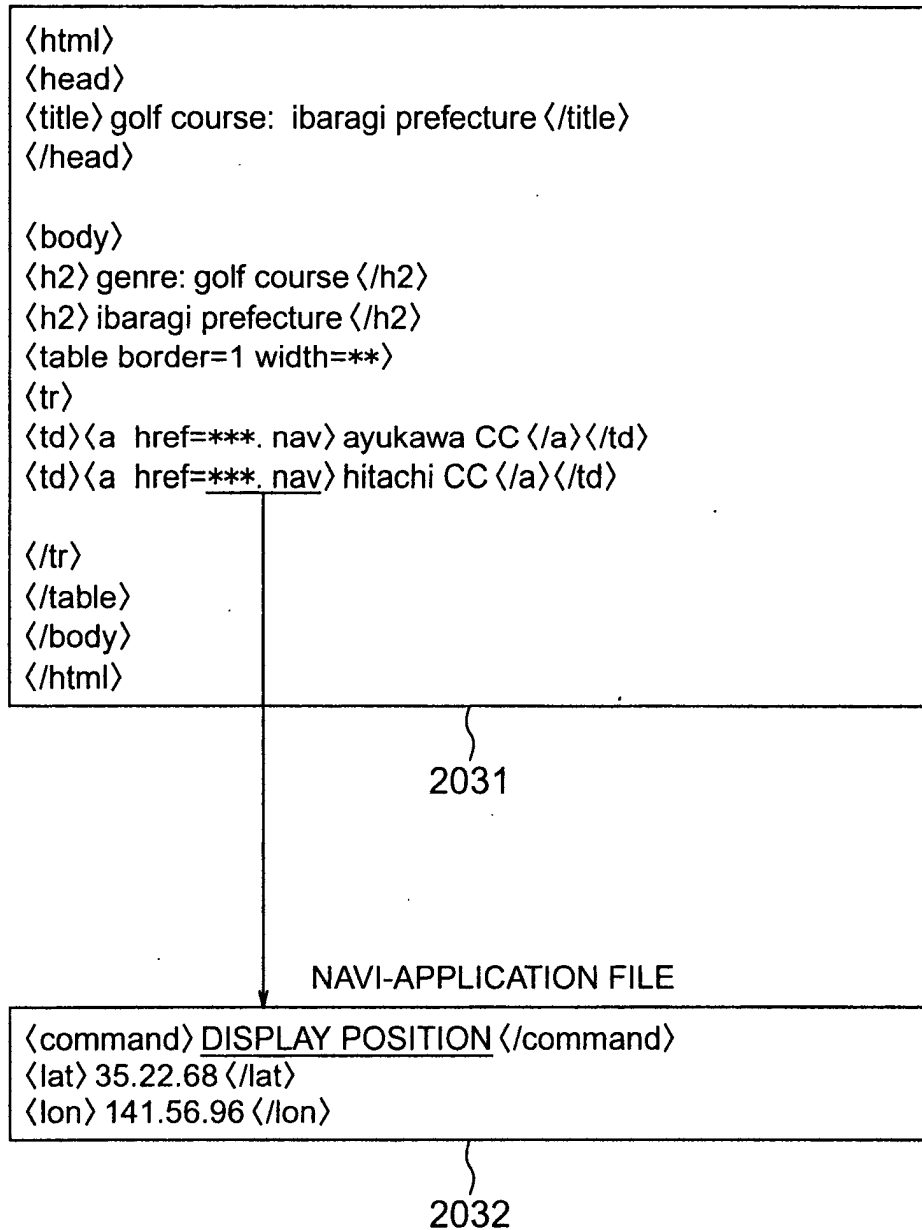 〈html〉
〈head〉
〈title〉 golf course: ibaragi prefecture 〈/title〉
〈/head〉
〈body〉
〈h2〉 genre: golf course 〈/h2〉
〈h2〉 ibaragi prefecture 〈/h2〉
〈table border=1 width=**〉
〈tr〉
〈td〉〈a href=***. nav〉 ayukawa CC 〈/a〉〈/td〉
〈td〉〈a href=***. nav〉 hitachi CC 〈/a〉〈/td〉
〈/tr〉
〈/table〉
〈/body〉
〈/html〉
2031
NAVI-APPLICATION FILE
〈command〉 DISPLAY POSITION 〈/command〉
〈lat〉 35.22.68 〈/lat〉
〈lon〉 141.56.96 〈/lon〉
2032